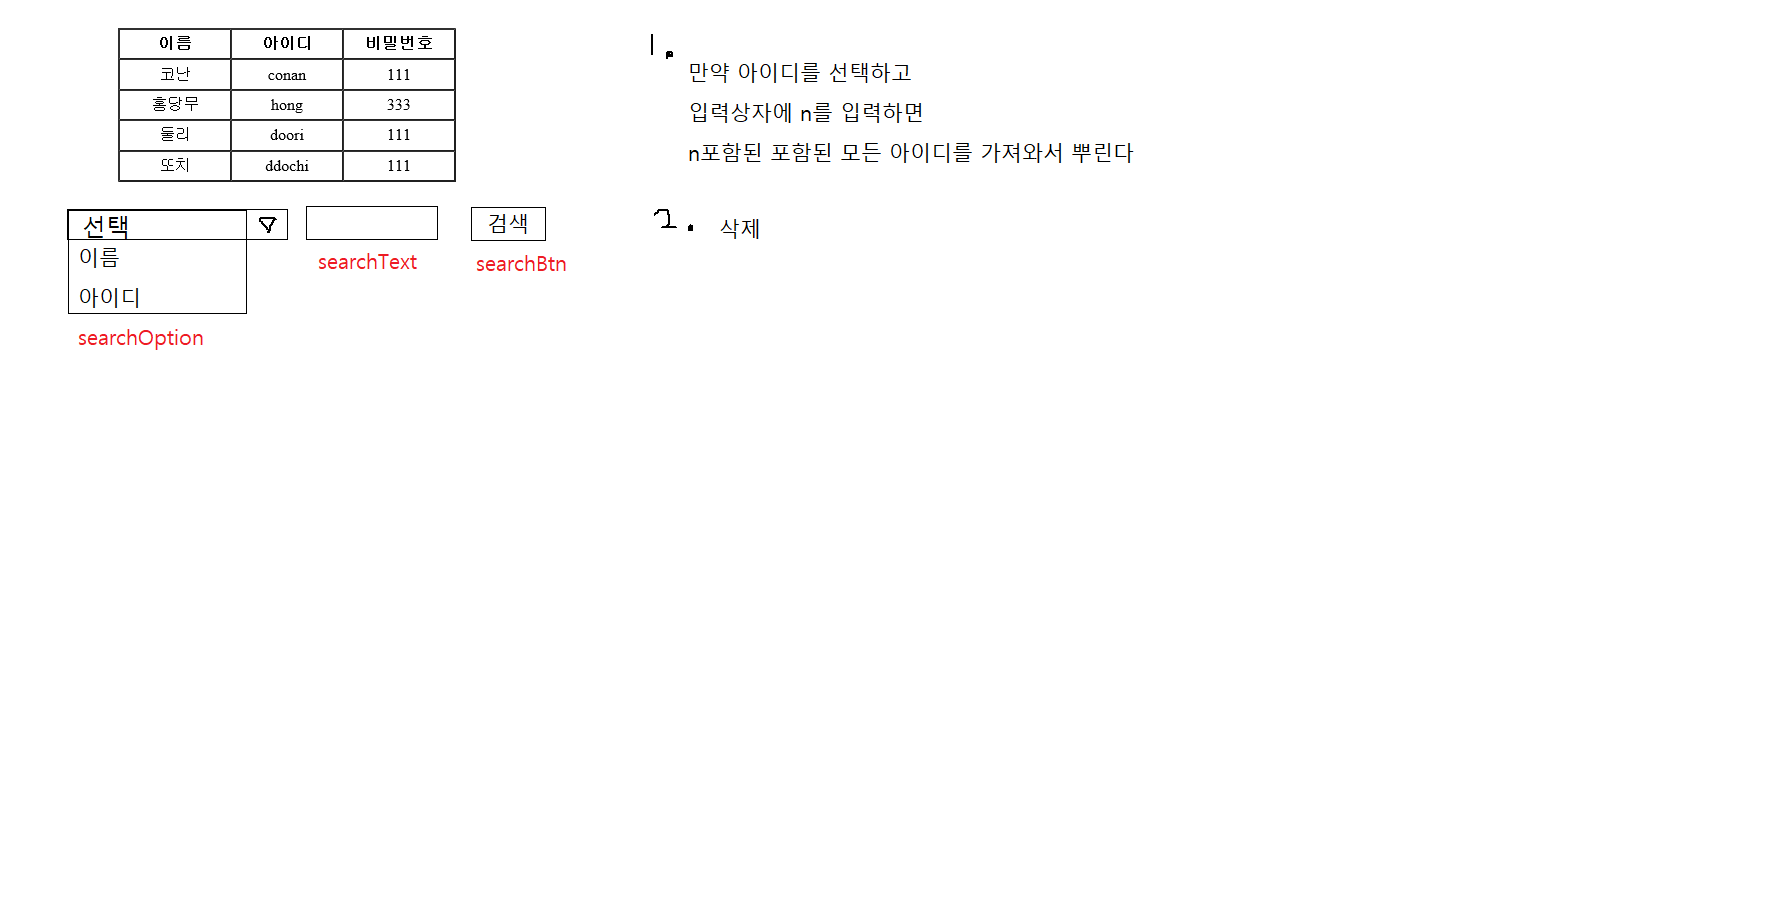 이름 아이디 비밀번호
코난 conan 111
홍당무 hong 333
둘리 doori 111
또치 ddochi 111
선택
이름
아이디
searchOption
searchText
검색
searchBtn
1.
만약 아이디를 선택하고
입력상자에 n를 입력하면
n포함된 포함된 모든 아이디를 가져와서 뿌린다
2. 삭제